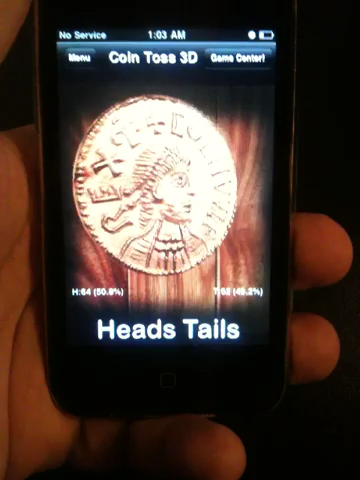 No Service 1:03 AM
Menu Coin Toss 3D Game Center!
H:64 (50.8%) T:62 (49.2%)
Heads Tails